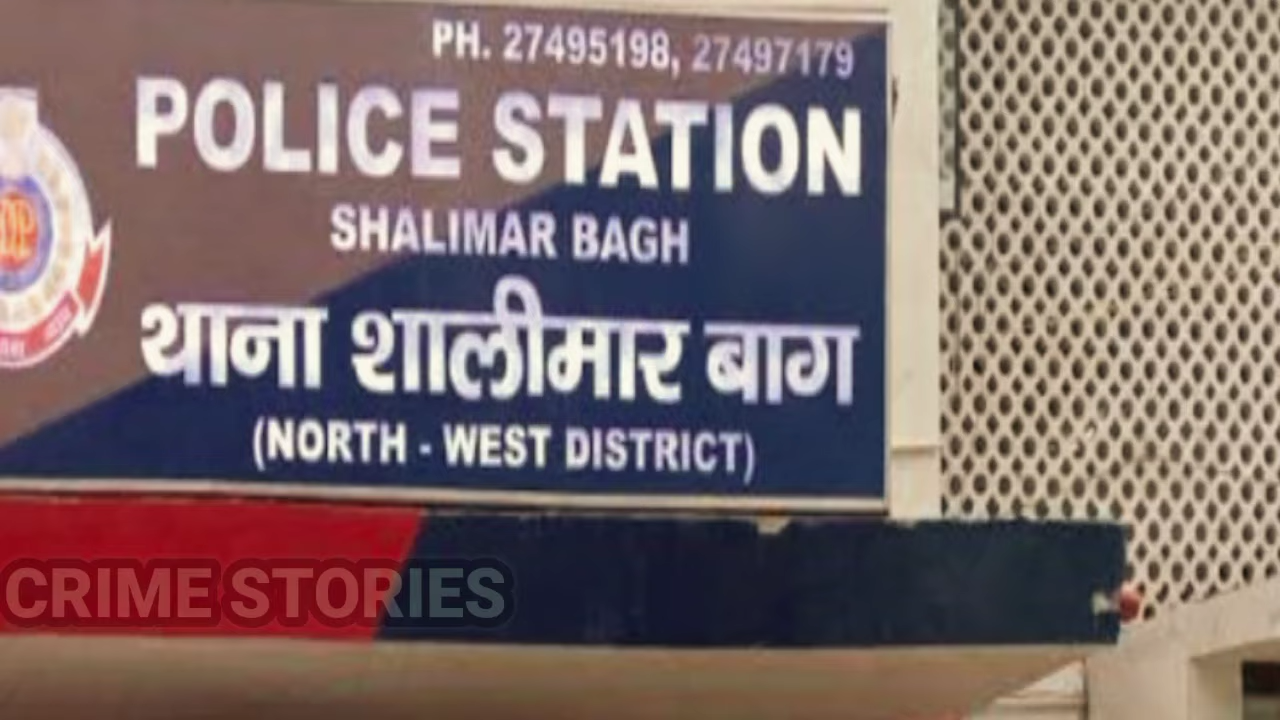 PH. 27495198, 27497179
POLICE STATION
SHALIMAR BAGH
थाना शालीमार बाग
(NORTH - WEST DISTRICT)
CRIME STORIES